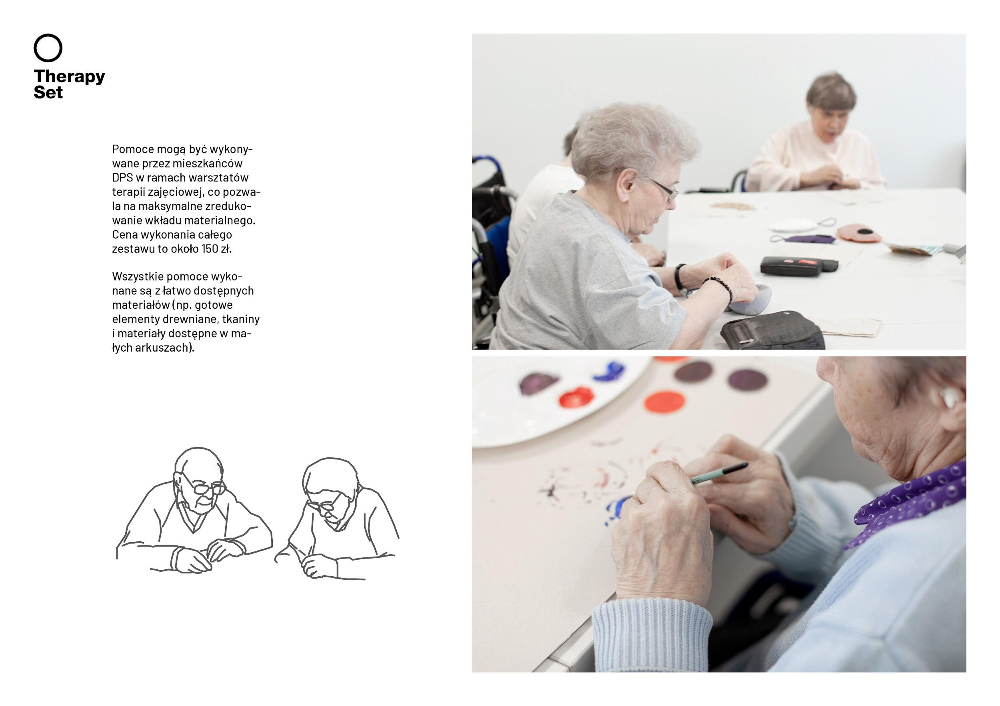 Therapy
Set
Pomoce mogą być wykony-
wane przez mieszkańców
DPS w ramach warsztatów
terapii zajęciowej, co pozwa-
la na maksymalne zreduko-
wanie wkładu materialnego.
Cena wykonania całego
zestawu to około 150 zł.
Wszystkie pomoce wyko-
nane są z łatwo dostępnych
materiałów (np. gotowe
elementy drewniane, tkaniny
i materiały dostępne w ma-
łych arkuszach).